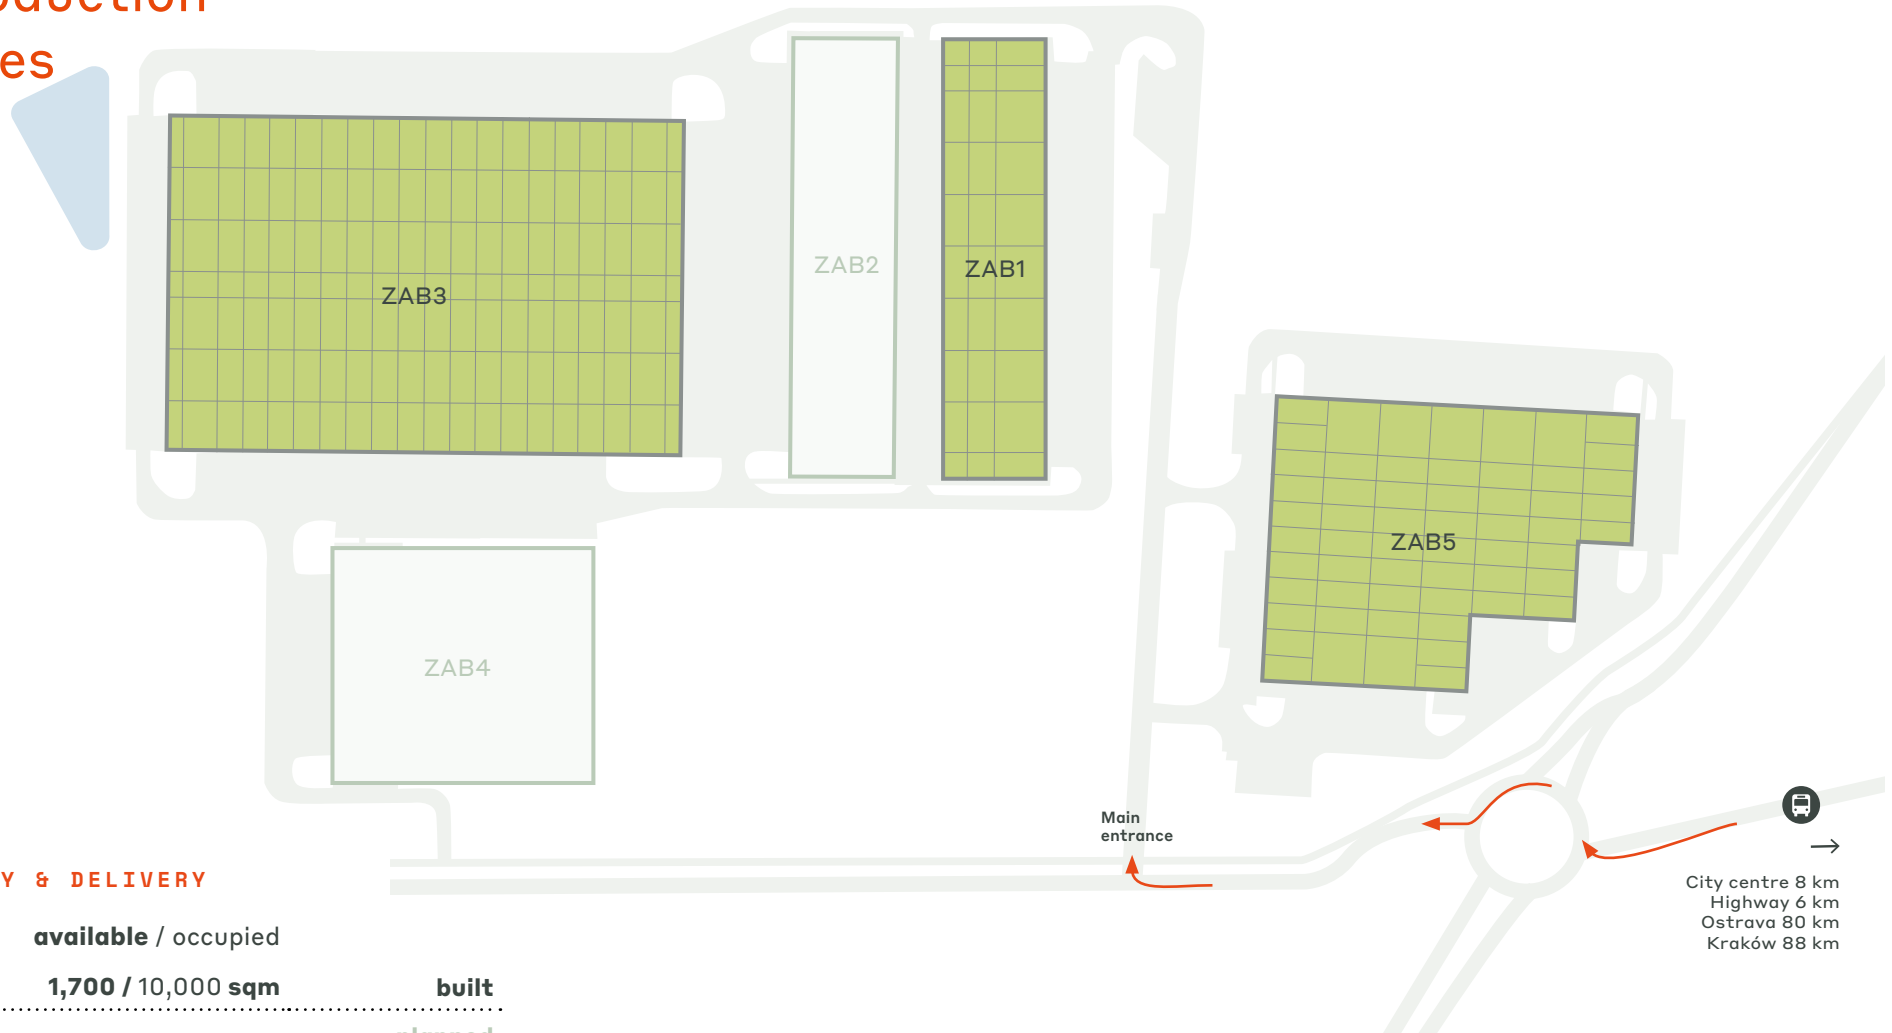 es
ZAB2
ZAB1
ZAB3
ZAB5
ZAB4
Main
entrance
City centre 8 km
Highway 6 km
Ostrava 80 km
Kraków 88 km
Y & DELIVERY
available / occupied
1,700 / 10,000 sqm built